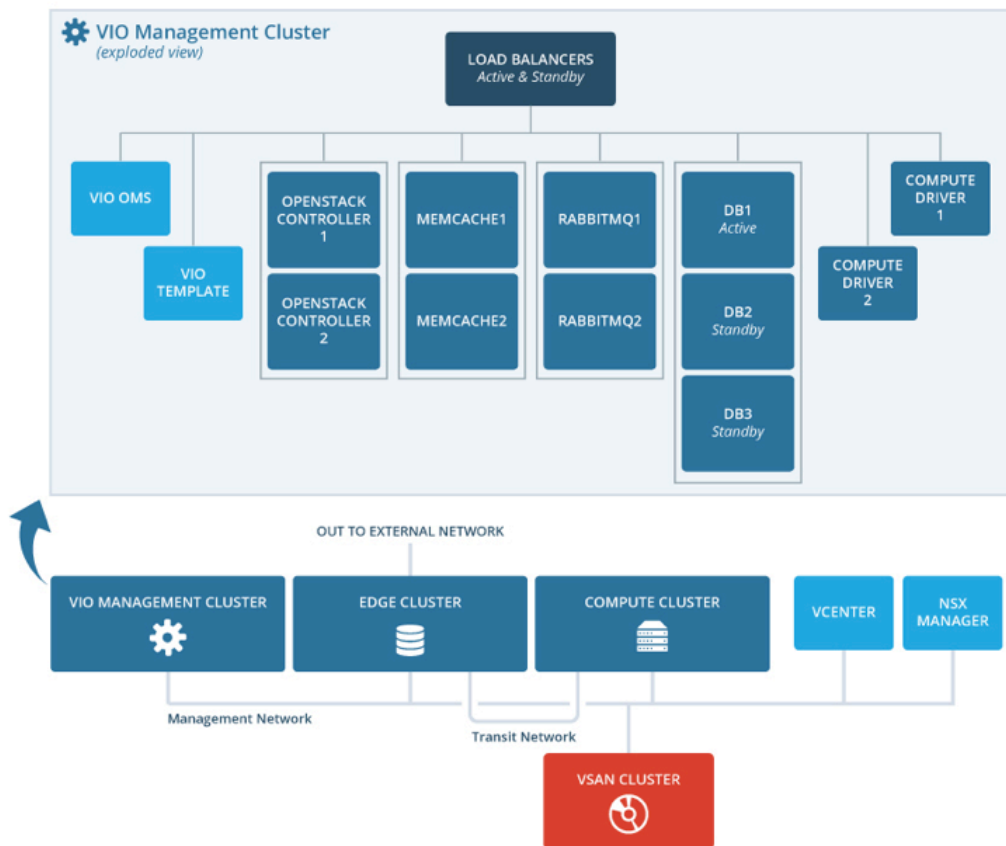 VIO Management Cluster
(exploded view)
LOAD BALANCERS
Active & Standby
VIO OMS
VIO
TEMPLATE
OPENSTACK
CONTROLLER
1
OPENSTACK
CONTROLLER
2
MEMCACHE1
MEMCACHE2
RABBITMQ1
RABBITMQ2
DB1
Active
DB2
Standby
DB3
Standby
COMPUTE
DRIVER
2
COMPUTE
DRIVER
1
OUT TO EXTERNAL NETWORK
VIO MANAGEMENT CLUSTER
EDGE CLUSTER
COMPUTE CLUSTER
VCENTER
NSX
MANAGER
Management Network
Transit Network
VSAN CLUSTER